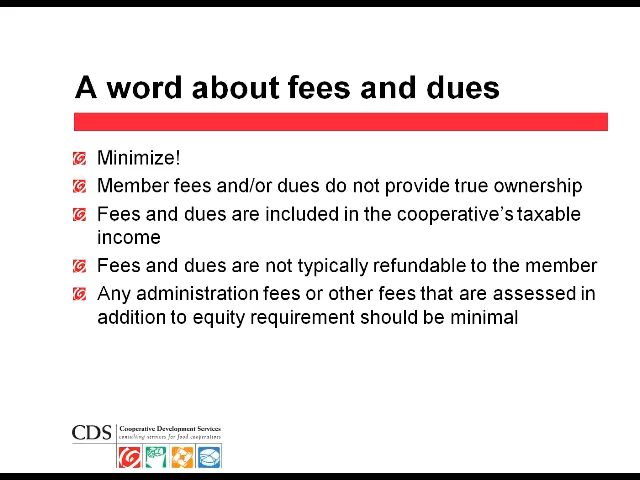 A word about fees and dues
Minimize!
Member fees and/or dues do not provide true ownership
Fees and dues are included in the cooperative's taxable
income
Fees and dues are not typically refundable to the member
Any administration fees or other fees that are assessed in
addition to equity requirement should be minimal
CDS
Cooperative Development Services
consulting services for food cooperatives